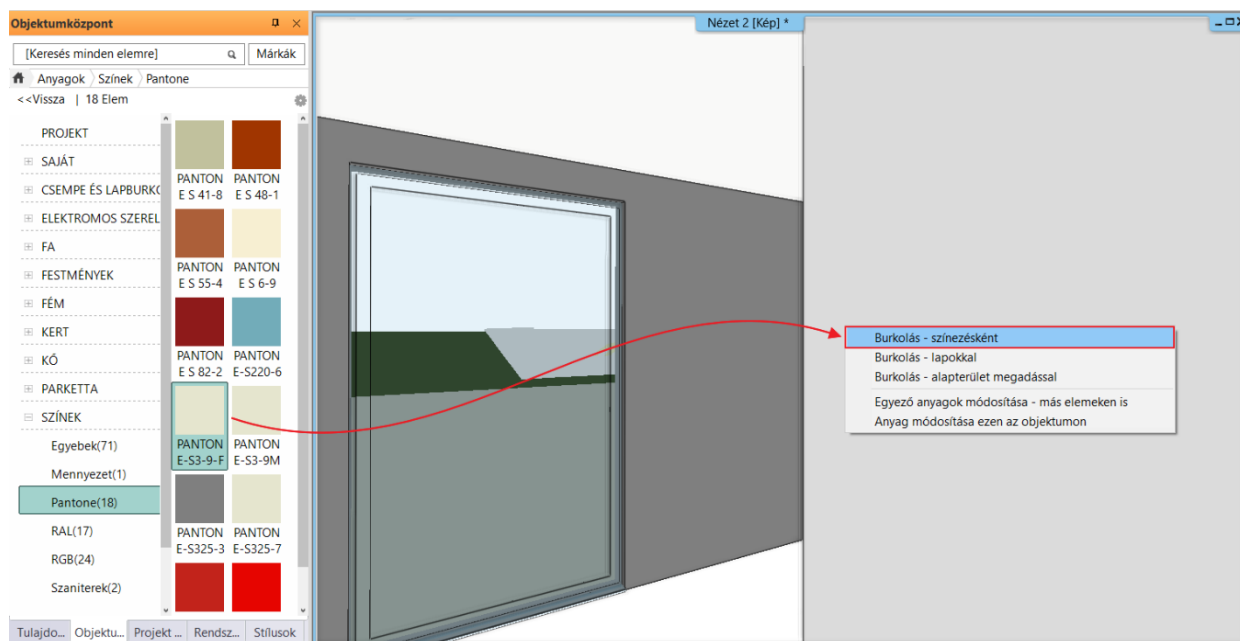 Objektumközpont
[Keresés minden elemre]
Márkák
Anyagok
Színek
Pantone
<<Vissza | 18 Elem
PROJEKT
SAJÁT
CSEMPE ÉS LAPBURKO
ELEKTROMOS SZEREL
FA
FESTMÉNYEK
FÉM
KERT
KŐ
PARKETTA
SZÍNEK
Egyebek(71)
Mennyezet(1)
Pantone(18)
RAL(17)
RGB(24)
Szaniterek(2)
PANTON
E S 41-8
PANTON
E S 48-1
PANTON
E S 55-4
PANTON
E S 6-9
PANTON
E S 82-2
PANTON
E-S220-6
PANTON
E-S3-9-F
PANTON
E-S3-9M
PANTON
E-S325-3
PANTON
E-S325-7
Tulajdo...
Objektu...
Projekt ...
Rendsz...
Stílusok
Nézet 2 [Kép] *
Burkolás - színezésként
Burkolás - lapokkal
Burkolás - alapterület megadással
Egyező anyagok módosítása - más elemeken is
Anyag módosítása ezen az objektumon